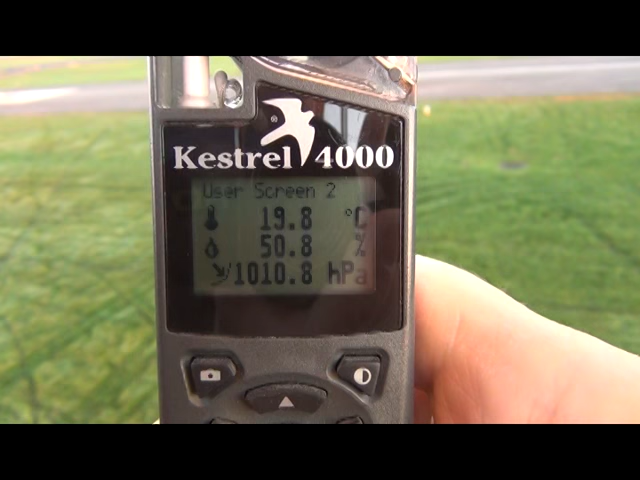 ® Kestrel 4000
User Screen 2
19.8 °C
50.8 %
1010.8 hPa